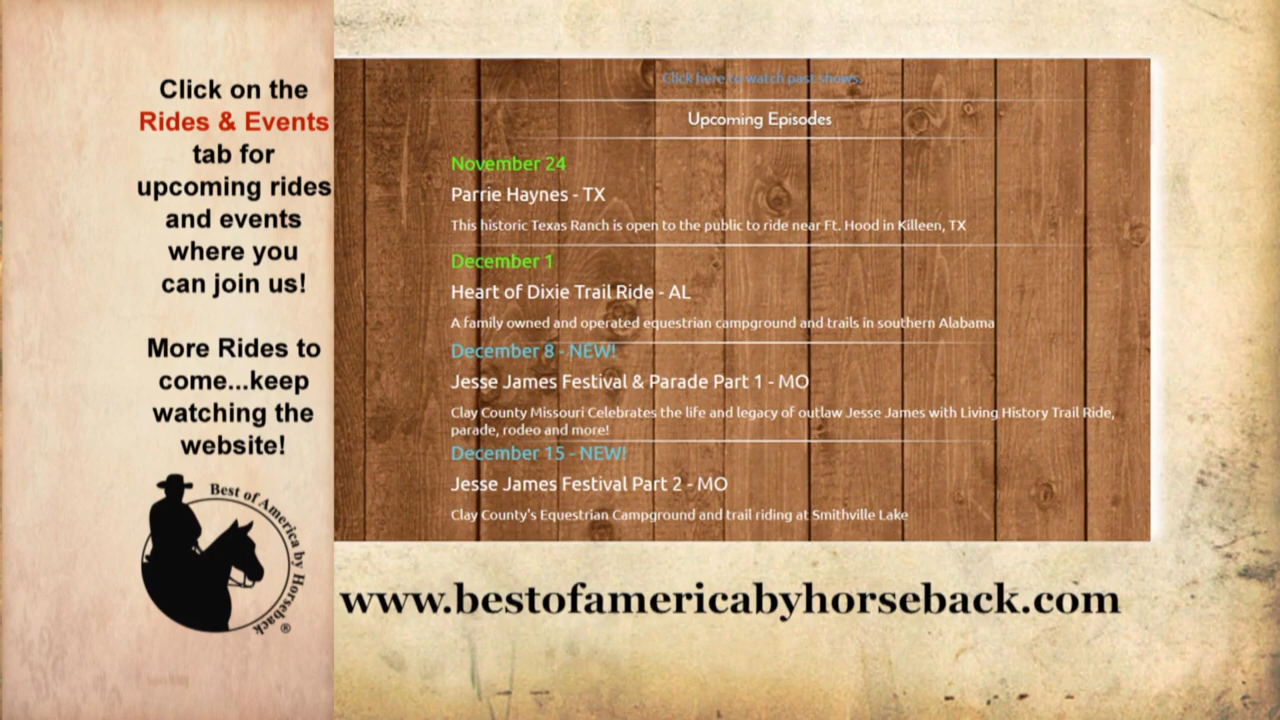 Click on the
Rides & Events
tab for
upcoming rides
and events
where you
can join us!
More Rides to
come...keep
watching the
website!
Best of America by Horseback®
Click here to watch past shows.
Upcoming Episodes
November 24
Parrie Haynes - TX
This historic Texas Ranch is open to the public to ride near Ft. Hood in Killeen, TX
December 1
Heart of Dixie Trail Ride - AL
A family owned and operated equestrian campground and trails in southern Alabama
December 8 - NEW!
Jesse James Festival & Parade Part 1 - MO
Clay County Missouri Celebrates the life and legacy of outlaw Jesse James with Living History Trail Ride,
parade, rodeo and more!
December 15 - NEW!
Jesse James Festival Part 2 - MO
Clay County's Equestrian Campground and trail riding at Smithville Lake
www.bestofamericabyhorseback.com